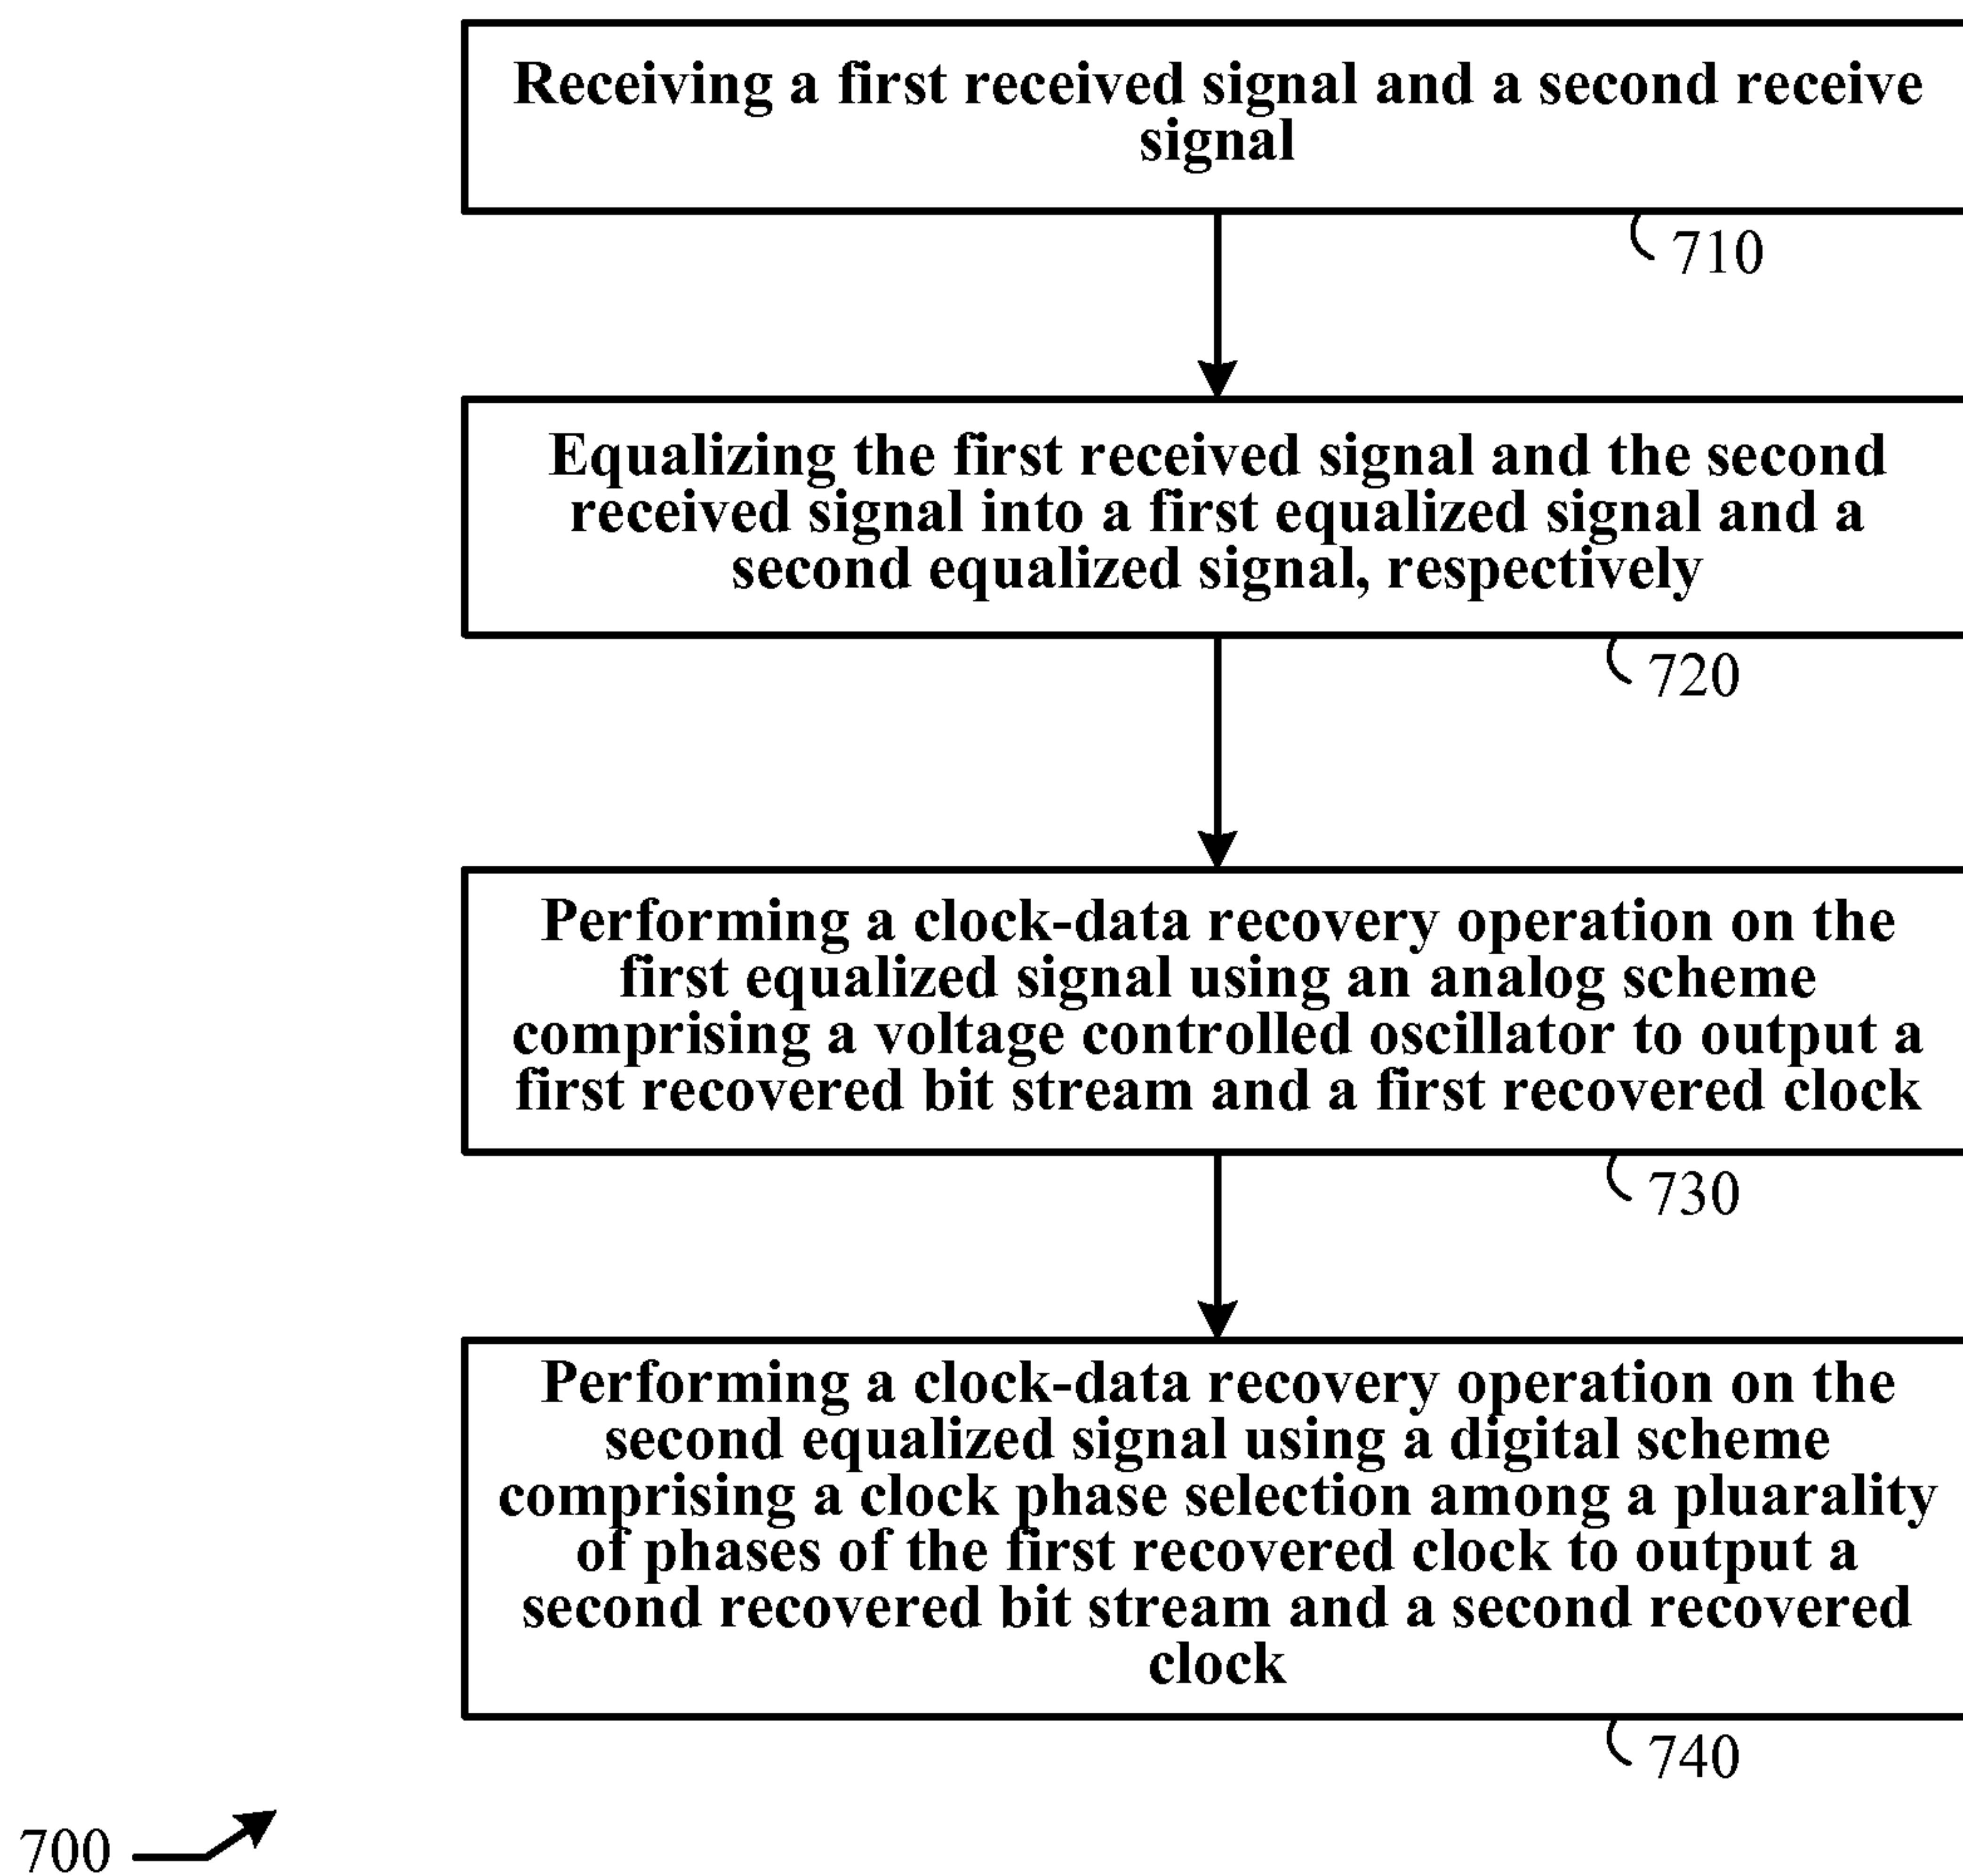 Receiving a first received signal and a second receive
signal
710
Equalizing the first received signal and the second
received signal into a first equalized signal and a
second equalized signal, respectively
720
Performing a clock-data recovery operation on the
first equalized signal using an analog scheme
comprising a voltage controlled oscillator to output a
first recovered bit stream and a first recovered clock
730
Performing a clock-data recovery operation on the
second equalized signal using a digital scheme
comprising a clock phase selection among a pluarality
of phases of the first recovered clock to output a
second recovered bit stream and a second recovered
clock
740
700